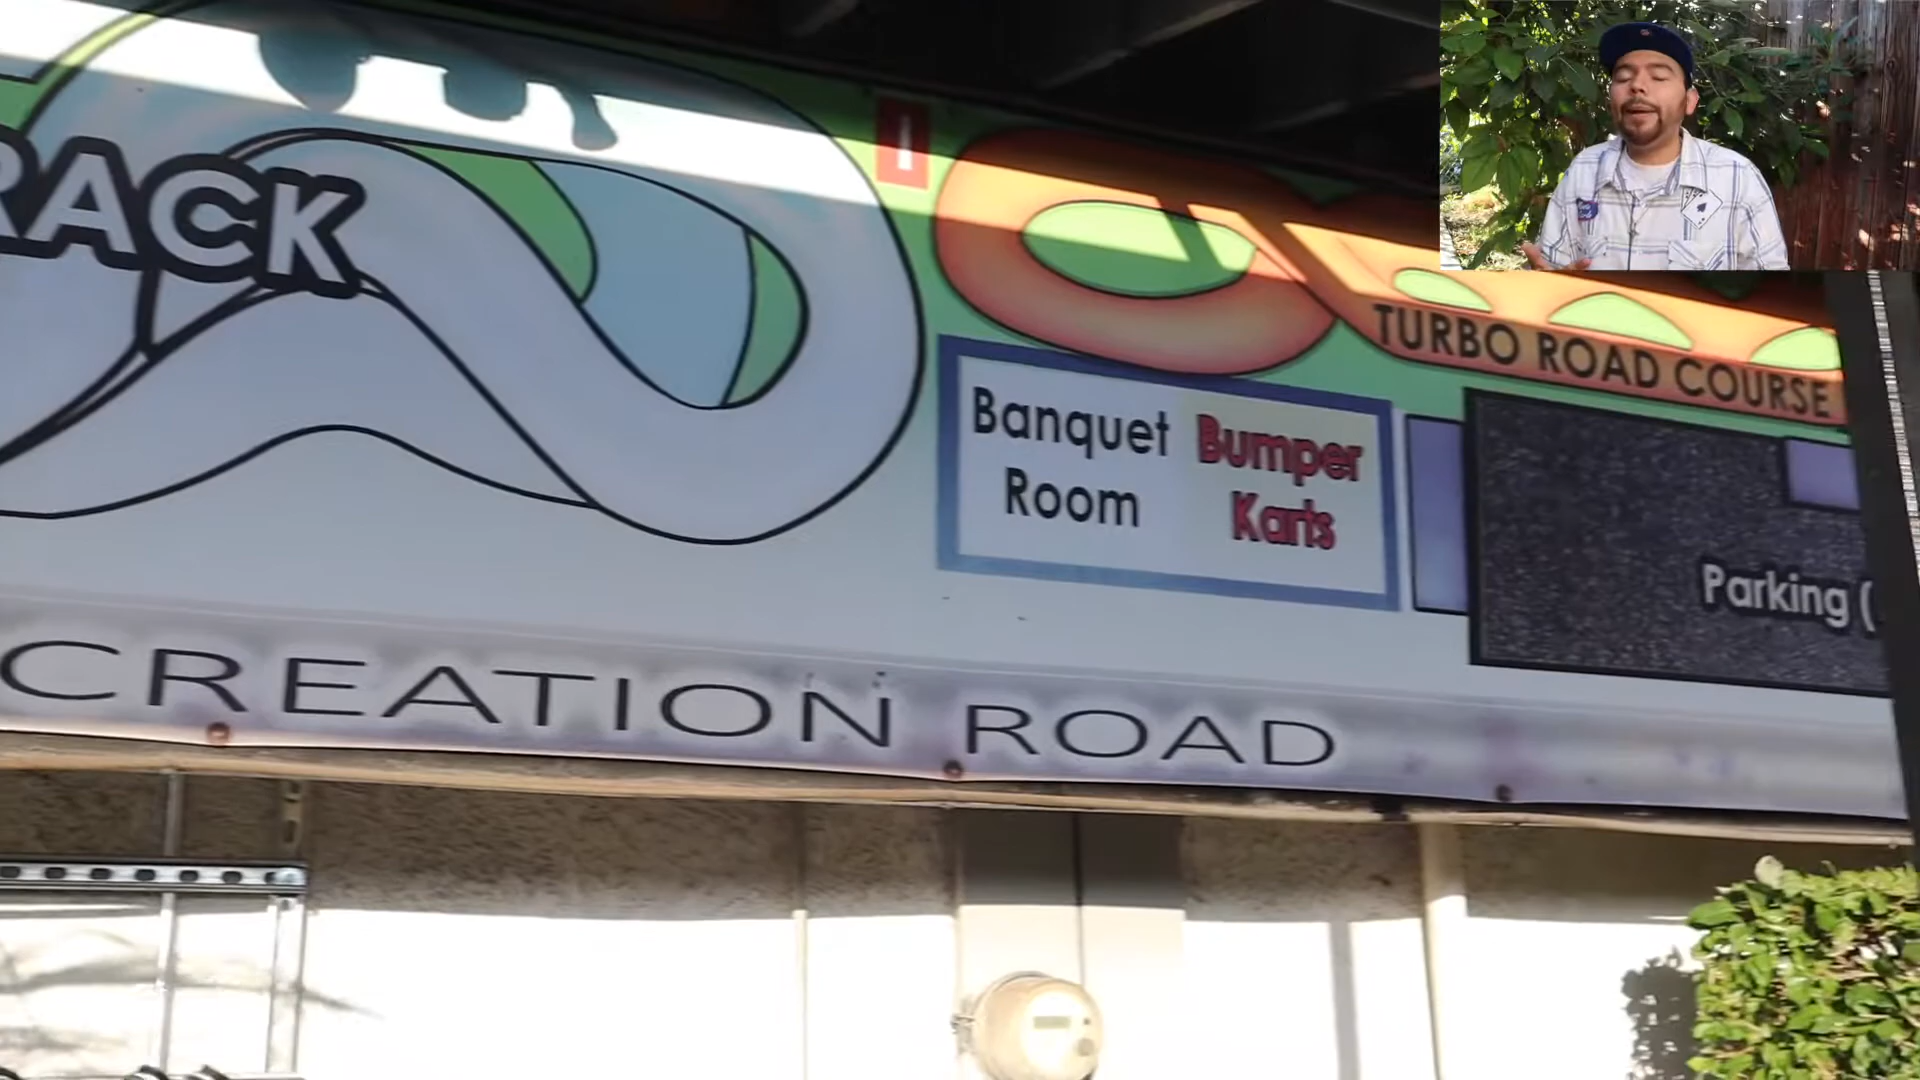 RACK
TURBO ROAD COURSE
Banquet
Room
Bumper
Karts
Parking (
CREATION ROAD